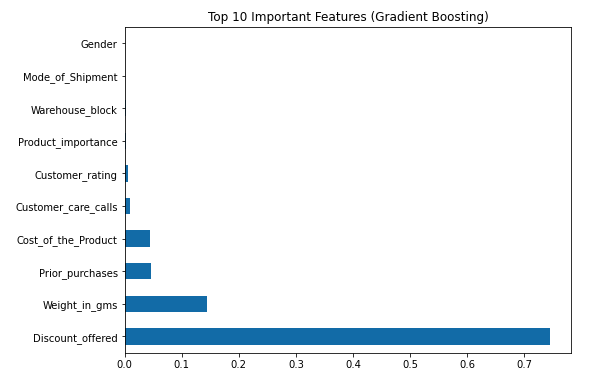 Top 10 Important Features (Gradient Boosting)
Gender
Mode_of_Shipment
Warehouse_block
Product_importance
Customer_rating
Customer_care_calls
Cost_of_the_Product
Prior_purchases
Weight_in_gms
Discount_offered
0.0 0.1 0.2 0.3 0.4 0.5 0.6 0.7